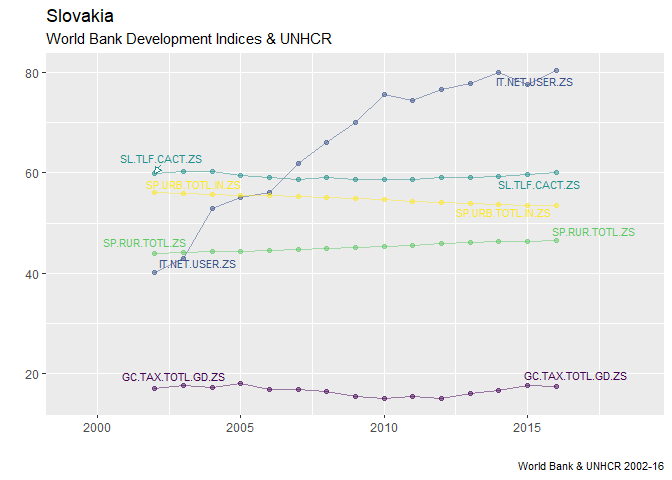 Slovakia
World Bank Development Indices & UNHCR
80
IT.NET.USER.ZS
SL.TLF.CACT.ZS
60
SP.URB.TOTL.IN.ZS
SL.TLF.CACT.ZS
SP.URB.TOTL.IN.ZS
SP.RUR.TOTL.ZS
SP.RUR.TOTL.ZS
IT.NET.USER.ZS
40
GC.TAX.TOTL.GD.ZS
GC.TAX.TOTL.GD.ZS
20
2000
2005
2010
2015
World Bank & UNHCR 2002-16